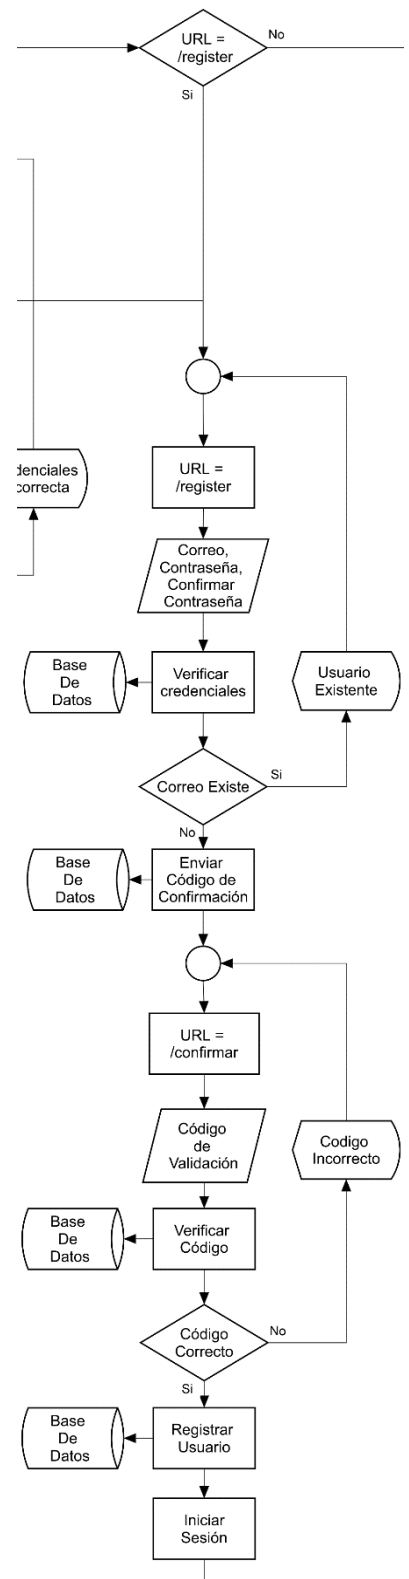 URL =
/register
No
Si
denciales
correcta
URL =
/register
Correo,
Contraseña,
Confirmar
Contraseña
Base
De
Datos
Verificar
credenciales
Usuario
Existente
Correo Existe
Si
No
Base
De
Datos
Enviar
Código de
Confirmación
URL =
/confirmar
Código
de
Validación
Codigo
Incorrecto
Base
De
Datos
Verificar
Código
Código
Correcto
No
Si
Base
De
Datos
Registrar
Usuario
Iniciar
Sesión